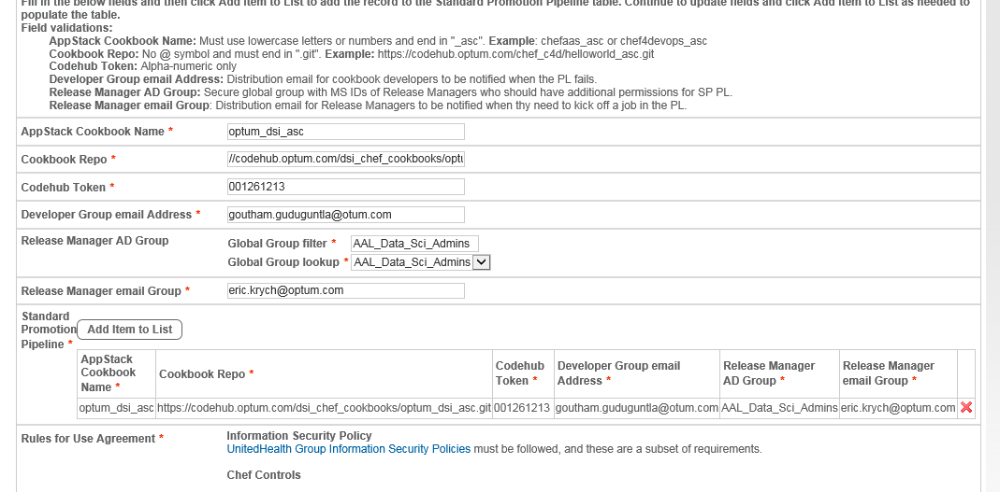 Fill in the below fields and then click Add Item to List to add the record to the Standard Promotion Pipeline table. Continue to update fields and click Add Item to List as needed to
populate the table.
Field validations:
AppStack Cookbook Name: Must use lowercase letters or numbers and end in "_asc". Example: chefaas_asc or chef4devops_asc
Cookbook Repo: No @ symbol and must end in ".git". Example: https://codehub.optum.com/chef_c4d/helloworld_asc.git
Codehub Token: Alpha-numeric only
Developer Group email Address: Distribution email for cookbook developers to be notified when the PL fails.
Release Manager AD Group: Secure global group with MS IDs of Release Managers who should have additional permissions for SP PL.
Release Manager email Group: Distribution email for Release Managers to be notified when thy need to kick off a job in the PL.
AppStack Cookbook Name * optum_dsi_asc
Cookbook Repo * //codehub.optum.com/dsi_chef_cookbooks/optu
Codehub Token * 001261213
Developer Group email Address * goutham.guduguntla@otum.com
Release Manager AD Group Global Group filter * AAL_Data_Sci_Admins
Global Group lookup * AAL_Data_Sci_Admins
Release Manager email Group * eric.krych@optum.com
Standard
Promotion Add Item to List
Pipeline *
AppStack
Cookbook
Name *
Cookbook Repo *
Codehub
Token *
Developer Group email
Address *
Release Manager
AD Group *
Release Manager
email Group *
optum_dsi_asc https://codehub.optum.com/dsi_chef_cookbooks/optum_dsi_asc.git 001261213 goutham.guduguntla@otum.com AAL_Data_Sci_Admins eric.krych@optum.com
Rules for Use Agreement * Information Security Policy
UnitedHealth Group Information Security Policies must be followed, and these are a subset of requirements.
Chef Controls